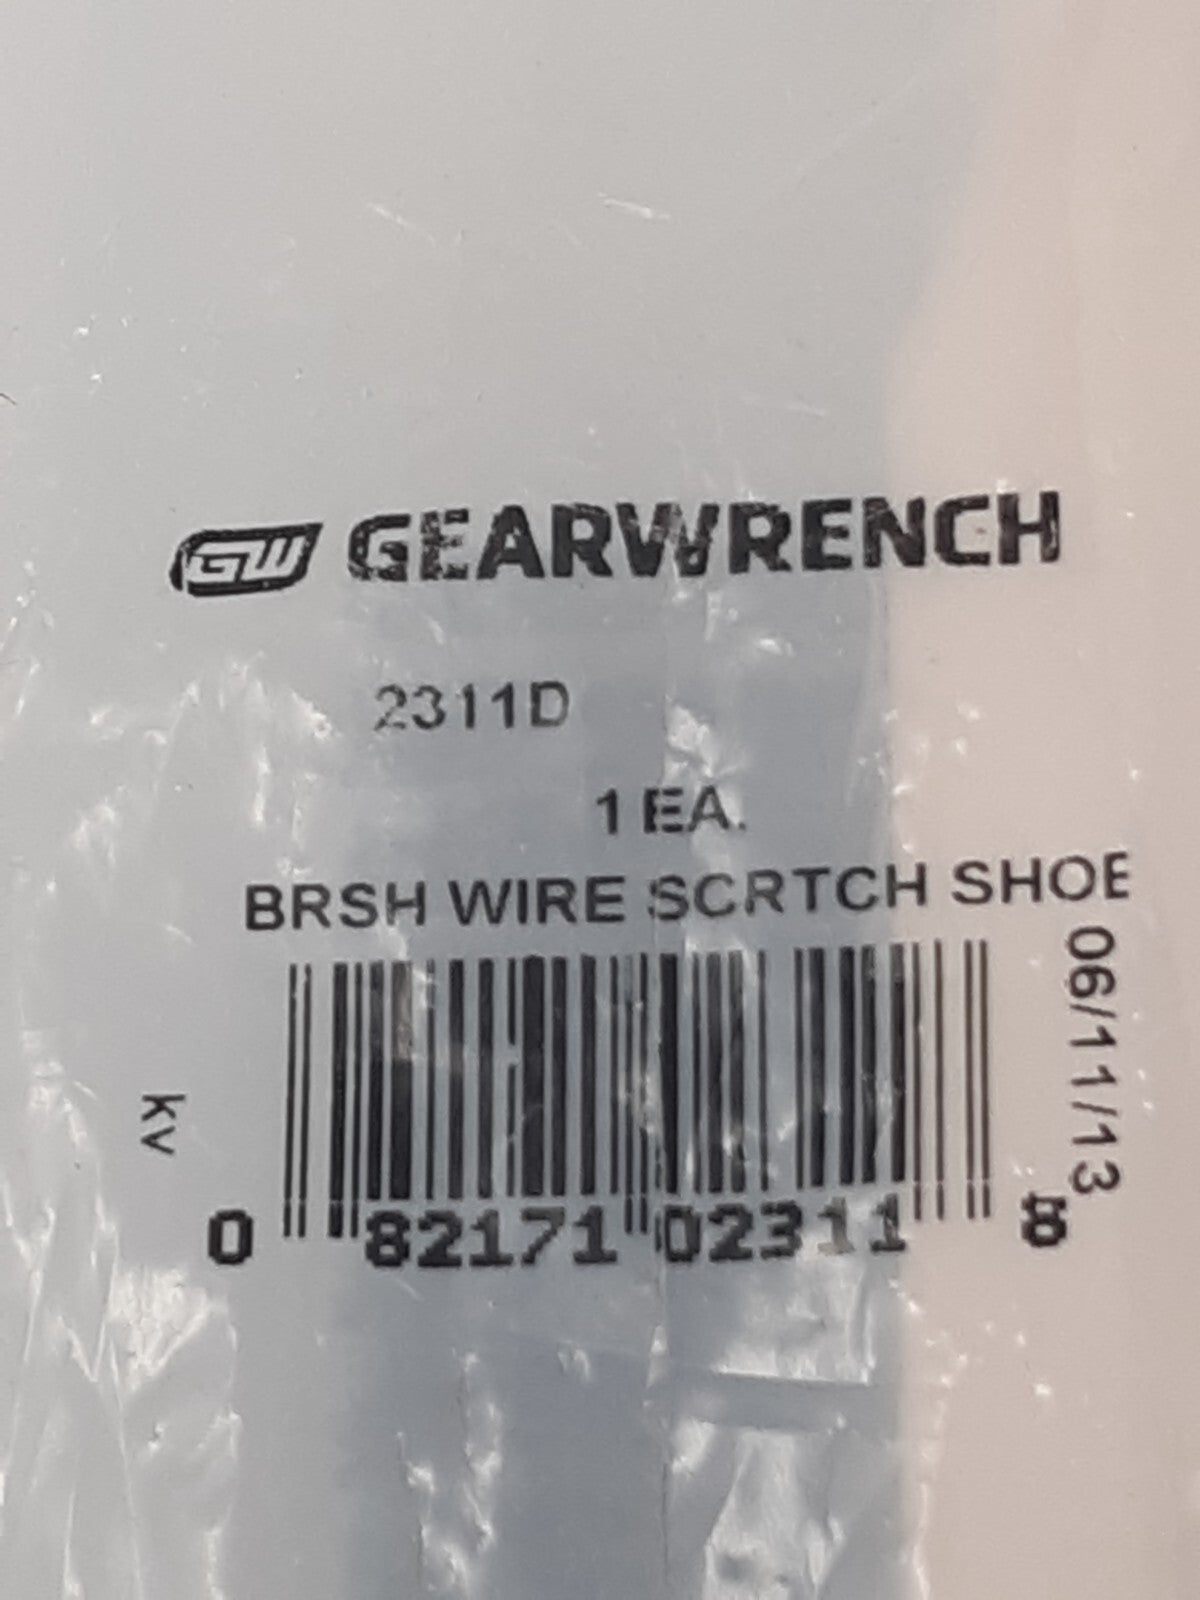 GW GEARWRENCH
2311D
1 EA.
BRSH WIRE SCRTCH SHOE
06/11/13
kv
0 82171 02311 8